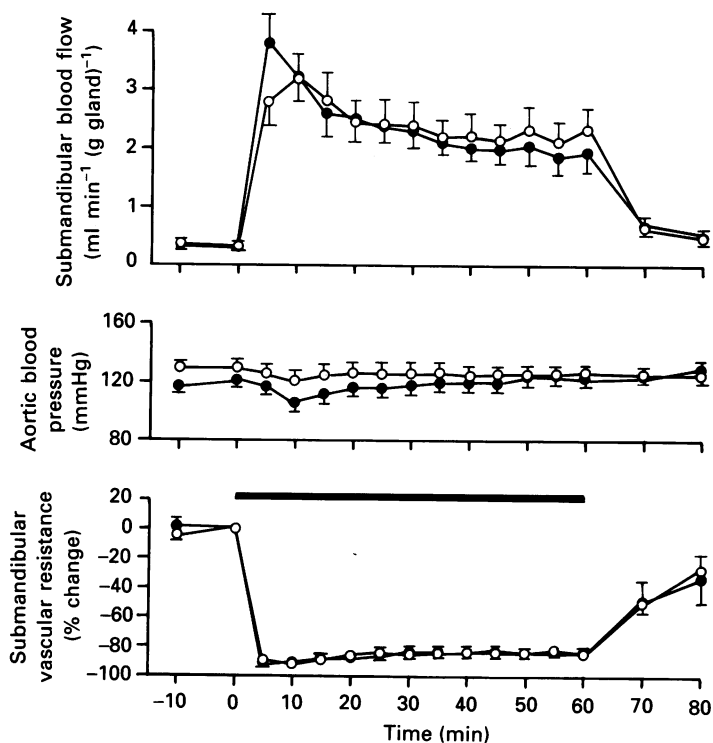 Submandibular blood flow
(ml min⁻¹ (g gland)⁻¹)
4
3
2
1
0
Aortic blood
pressure
(mmHg)
160
120
80
Submandibular
vascular resistance
(% change)
20
0
−20
−40
−60
−80
−100
−10 0 10 20 30 40 50 60 70 80
Time (min)